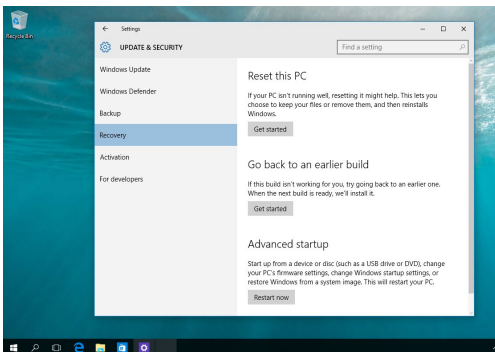 Recycle Bin
Settings
UPDATE & SECURITY
Find a setting
Windows Update
Windows Defender
Backup
Recovery
Activation
For developers
Reset this PC
If your PC isn't running well, resetting it might help. This lets you
choose to keep your files or remove them, and then reinstalls
Windows.
Get started
Go back to an earlier build
If this build isn't working for you, try going back to an earlier one.
When the next build is ready, we'll install it.
Get started
Advanced startup
Start up from a device or disc (such as a USB drive or DVD), change
your PC's firmware settings, change Windows startup settings, or
restore Windows from a system image. This will restart your PC.
Restart now